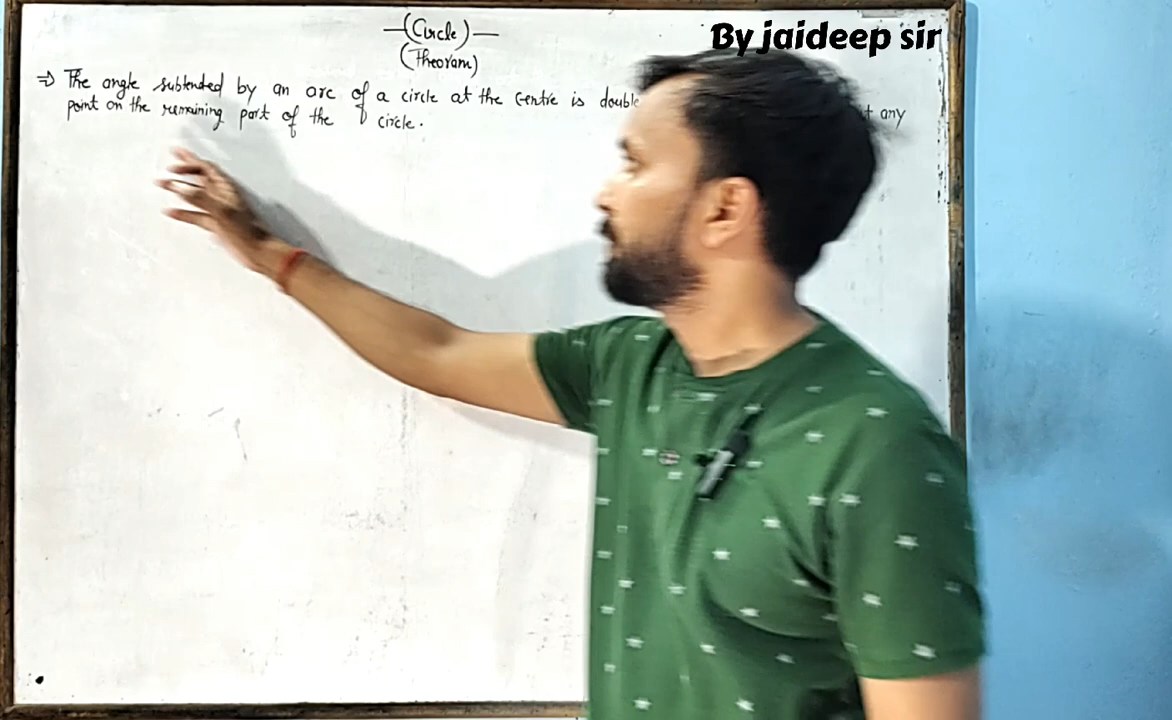 (Circle)
By jaideep sir
(Theoram)
⇒ The angle subtended by an arc of a circle at the centre is double
any
point on the remaining part of the circle.